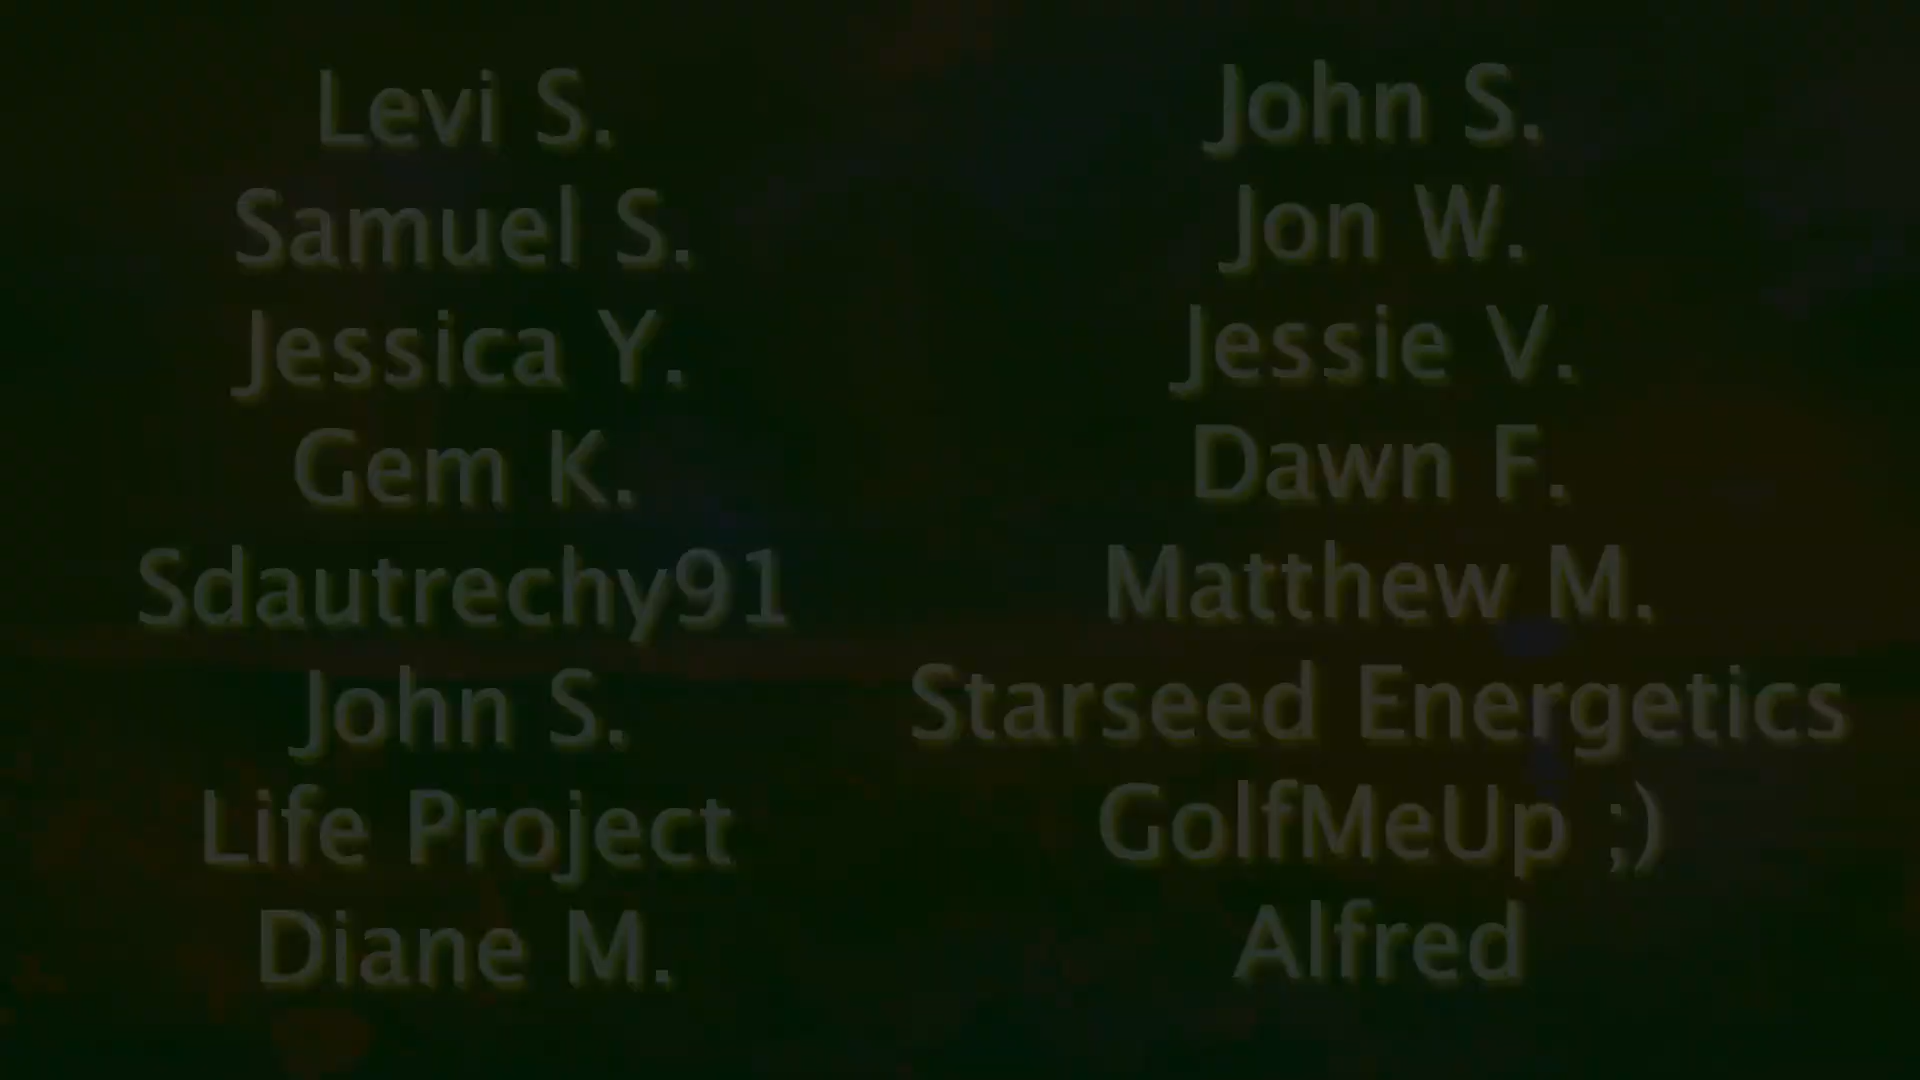 Levi S.
Samuel S.
Jessica Y.
Gem K.
Sdautrechy91
John S.
Life Project
Diane M.
John S.
Jon W.
Jessie V.
Dawn F.
Matthew M.
Starseed Energetics
GolfMeUp ;)
Alfred